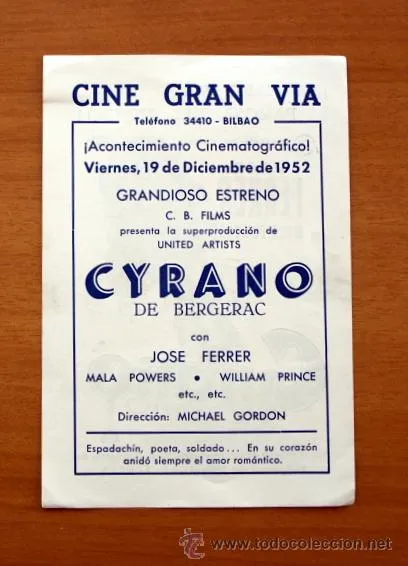 CINE GRAN VIA
Teléfono 34410 - BILBAO
¡Acontecimiento Cinematográfico!
Viernes, 19 de Diciembre de 1952
GRANDIOSO ESTRENO
C. B. FILMS
presenta la superproducción de
UNITED ARTISTS
CYRANO
DE BERGERAC
con
JOSE FERRER
MALA POWERS • WILLIAM PRINCE
etc., etc.
Dirección: MICHAEL GORDON
Espadachín, poeta, soldado... En su corazón
anidó siempre el amor romántico.
todocoleccion
www.todocoleccion.net